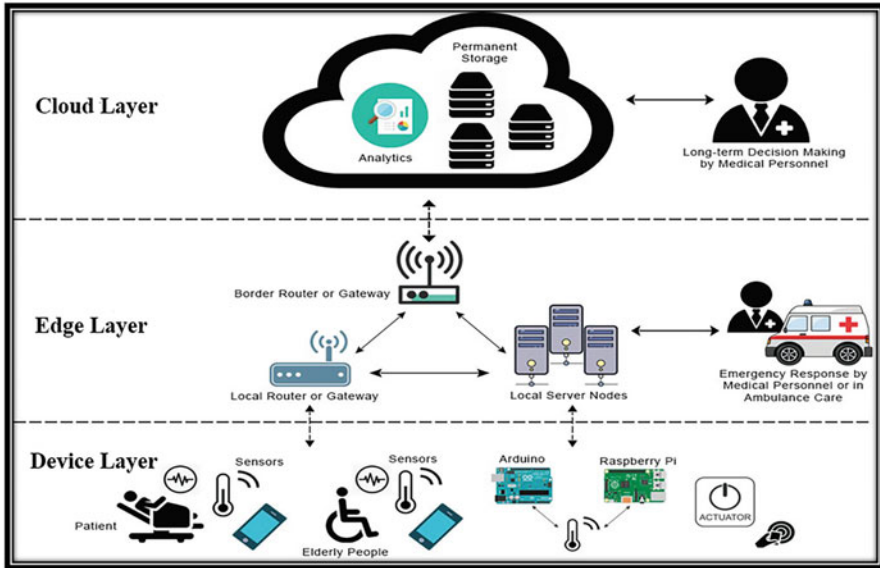 Cloud Layer
Permanent
Storage
Analytics
Long-term Decision Making
by Medical Personnel
Edge Layer
Border Router or Gateway
Local Router or Gateway
Local Server Nodes
Emergency Response by
Medical Personnel or in
Ambulance Care
Device Layer
Sensors
Patient
Sensors
Elderly People
Arduino
Raspberry Pi
ACTUATOR